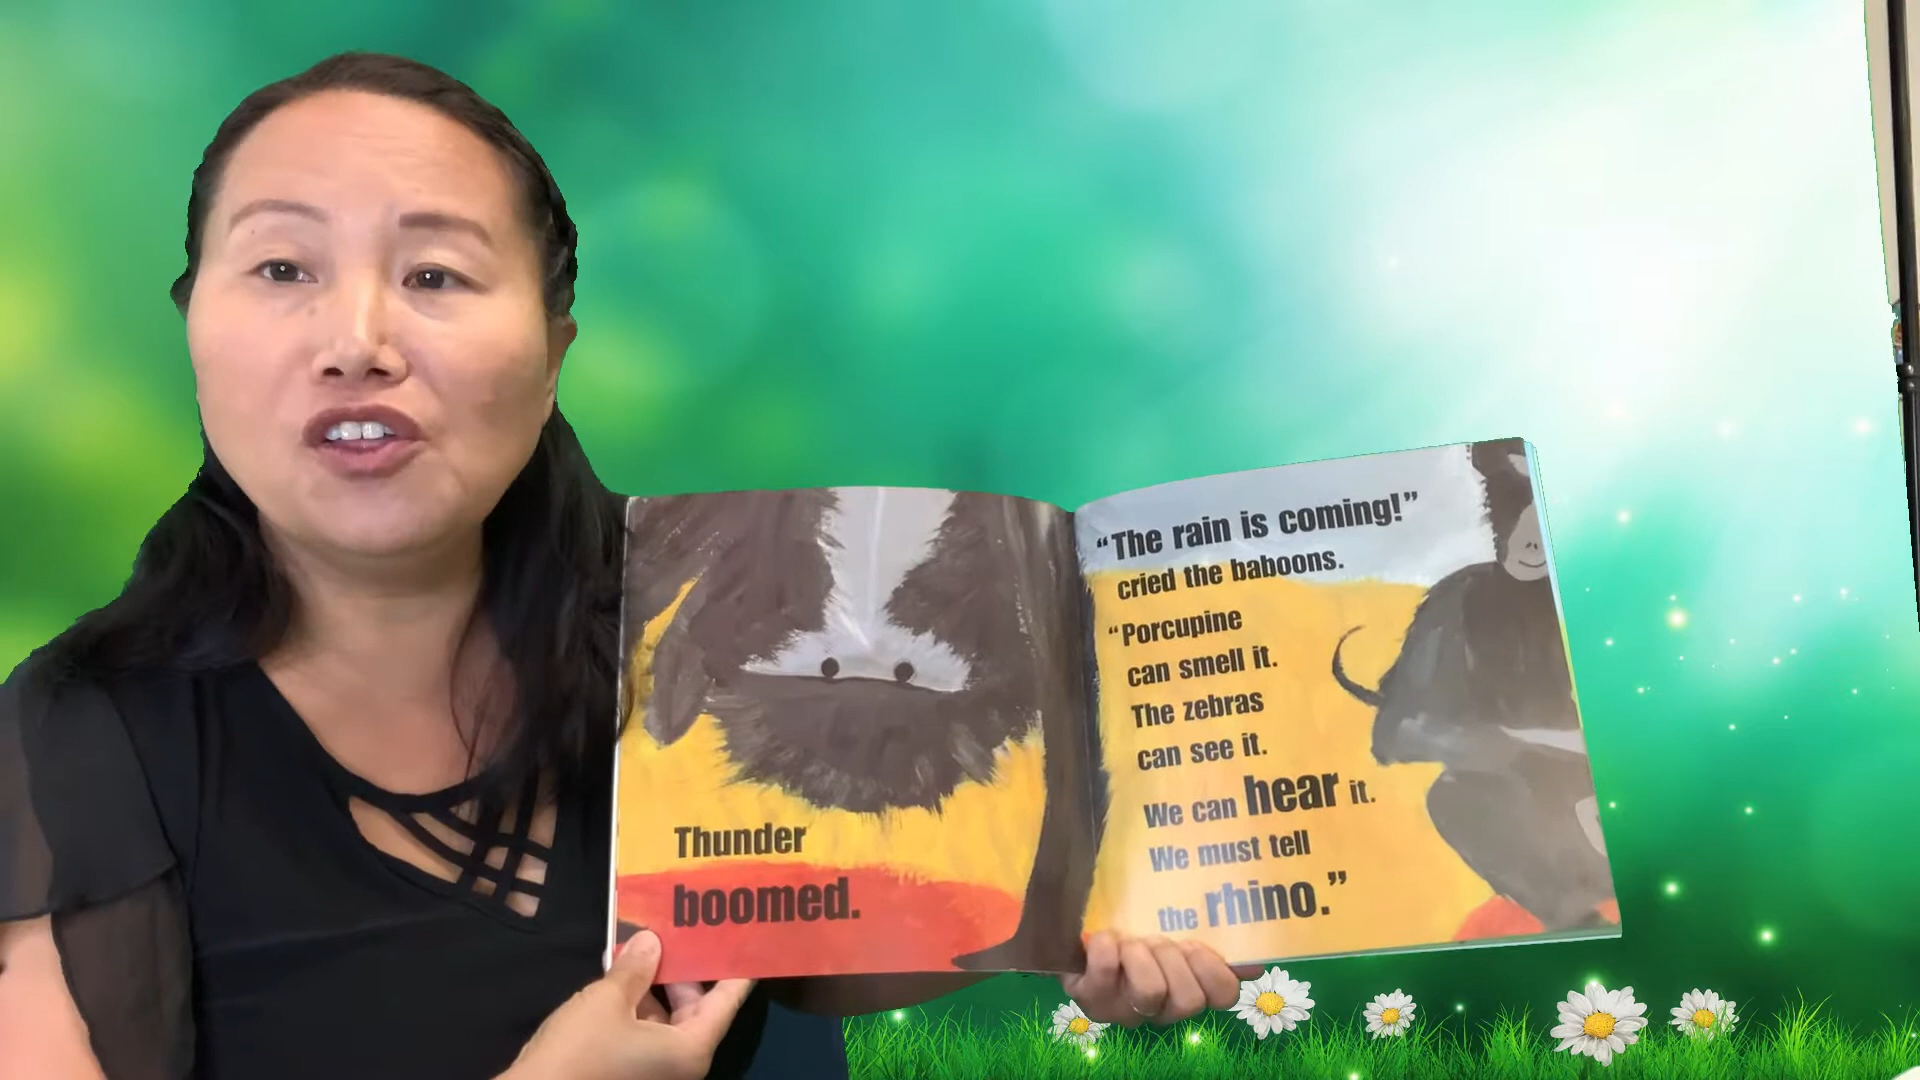 Thunder
boomed.
“The rain is coming!”
cried the baboons.
“Porcupine
can smell it.
The zebras
can see it.
We can hear it.
We must tell
the rhino.”